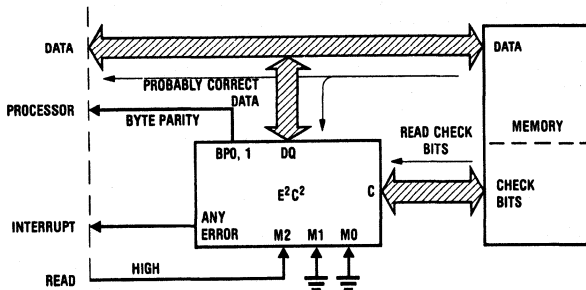 DATA
DATA
PROBABLY CORRECT
DATA
PROCESSOR
BYTE PARITY
READ CHECK
BITS
MEMORY
BP0, 1
DQ
E²C²
C
CHECK
BITS
INTERRUPT
ANY
ERROR
M2
M1
M0
READ
HIGH